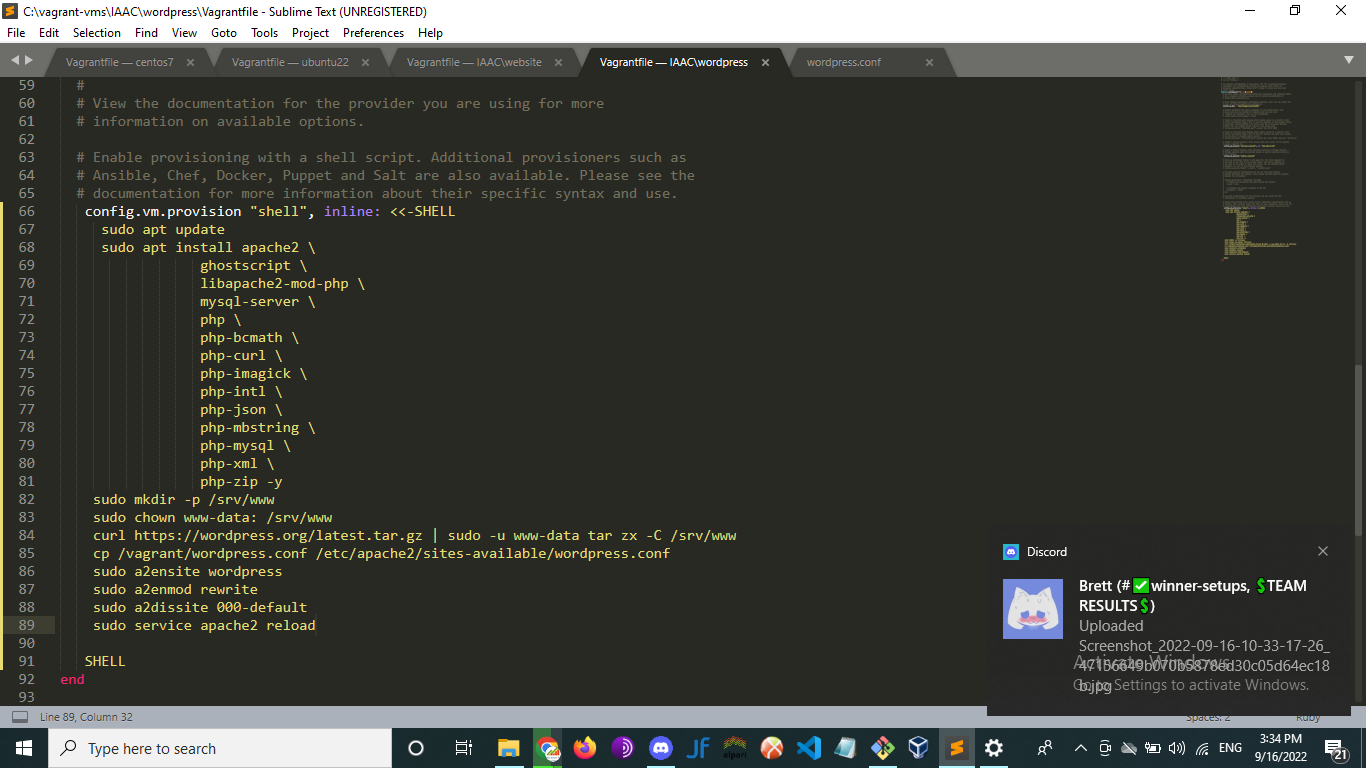 C:\vagrant-vms\IAAC\wordpress\Vagrantfile - Sublime Text (UNREGISTERED)
File Edit Selection Find View Goto Tools Project Preferences Help
Vagrantfile — centos7 Vagrantfile — ubuntu22 Vagrantfile — IAAC\website Vagrantfile — IAAC\wordpress wordpress.conf
59 #
60 # View the documentation for the provider you are using for more
61 # information on available options.
62
63 # Enable provisioning with a shell script. Additional provisioners such as
64 # Ansible, Chef, Docker, Puppet and Salt are also available. Please see the
65 # documentation for more information about their specific syntax and use.
66 config.vm.provision "shell", inline: <<-SHELL
67 sudo apt update
68 sudo apt install apache2 \
69 ghostscript \
70 libapache2-mod-php \
71 mysql-server \
72 php \
73 php-bcmath \
74 php-curl \
75 php-imagick \
76 php-intl \
77 php-json \
78 php-mbstring \
79 php-mysql \
80 php-xml \
81 php-zip -y
82 sudo mkdir -p /srv/www
83 sudo chown www-data: /srv/www
84 curl https://wordpress.org/latest.tar.gz | sudo -u www-data tar zx -C /srv/www
85 cp /vagrant/wordpress.conf /etc/apache2/sites-available/wordpress.conf
86 sudo a2ensite wordpress
87 sudo a2enmod rewrite
88 sudo a2dissite 000-default
89 sudo service apache2 reload
90
91 SHELL
92 end
93
Discord
Brett (#✅winner-setups, 💲TEAM
RESULTS💲)
Uploaded
Screenshot_2022-09-16-10-33-17-26_
Activate Windows
Go to Settings to activate Windows.
b.jpg
Line 89, Column 32 Spaces: 2 Ruby
Type here to search
JF
alpari
ENG
3:34 PM
9/16/2022
21